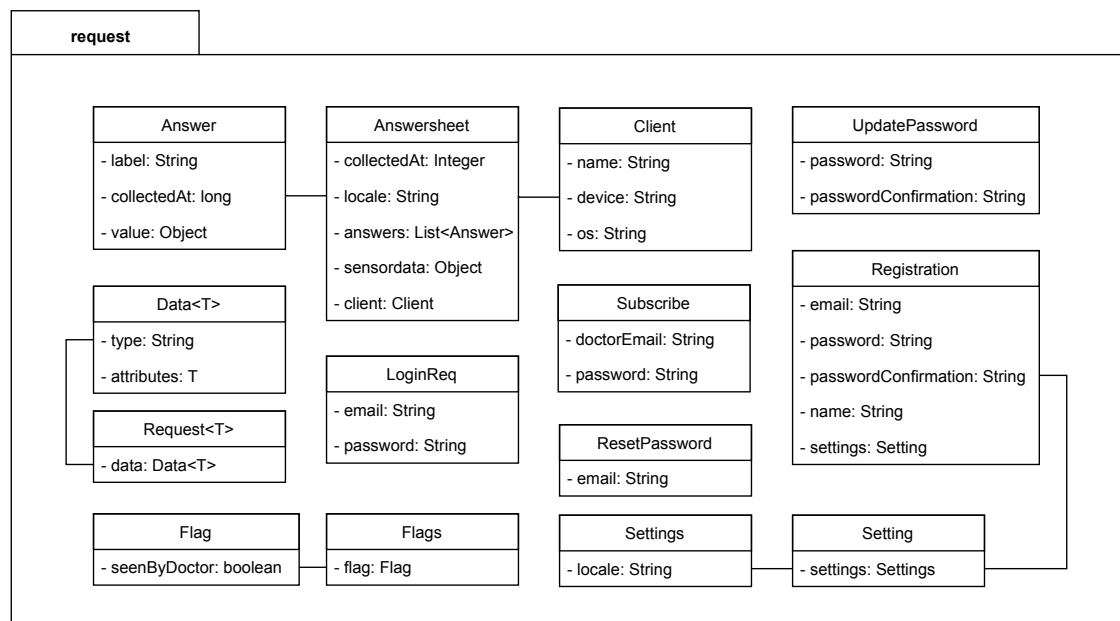 request
Answer
- label: String
- collectedAt: long
- value: Object
Answersheet
- collectedAt: Integer
- locale: String
- answers: List<Answer>
- sensordata: Object
- client: Client
Client
- name: String
- device: String
- os: String
UpdatePassword
- password: String
- passwordConfirmation: String
Data<T>
- type: String
- attributes: T
Request<T>
- data: Data<T>
LoginReq
- email: String
- password: String
Subscribe
- doctorEmail: String
- password: String
ResetPassword
- email: String
Registration
- email: String
- password: String
- passwordConfirmation: String
- name: String
- settings: Setting
Flag
- seenByDoctor: boolean
Flags
- flag: Flag
Settings
- locale: String
Setting
- settings: Settings